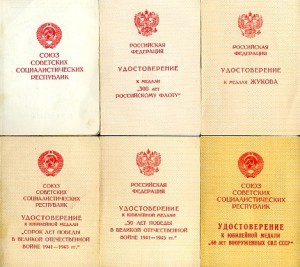 СОЮЗ
СОВЕТСКИХ
СОЦИАЛИСТИЧЕСКИХ
РЕСПУБЛИК
РОССИЙСКАЯ
ФЕДЕРАЦИЯ
УДОСТОВЕРЕНИЕ
К МЕДАЛИ
"300 ЛЕТ
РОССИЙСКОМУ ФЛОТУ"
РОССИЙСКАЯ
ФЕДЕРАЦИЯ
УДОСТОВЕРЕНИЕ
К МЕДАЛИ ЖУКОВА
СОЮЗ
СОВЕТСКИХ
СОЦИАЛИСТИЧЕСКИХ
РЕСПУБЛИК
УДОСТОВЕРЕНИЕ
К ЮБИЛЕЙНОЙ МЕДАЛИ
"СОРОК ЛЕТ ПОБЕДЫ
В ВЕЛИКОЙ ОТЕЧЕСТВЕННОЙ
ВОЙНЕ 1941—1945 гг."
РОССИЙСКАЯ
ФЕДЕРАЦИЯ
УДОСТОВЕРЕНИЕ
К ЮБИЛЕЙНОЙ МЕДАЛИ
"50 ЛЕТ ПОБЕДЫ
В ВЕЛИКОЙ ОТЕЧЕСТВЕННОЙ
ВОЙНЕ 1941—1945 гг."
СОЮЗ
СОВЕТСКИХ
СОЦИАЛИСТИЧЕСКИХ
РЕСПУБЛИК
УДОСТОВЕРЕНИЕ
К ЮБИЛЕЙНОЙ МЕДАЛИ
ЛЕТ ВООРУЖЕННЫХ СИЛ СССР"